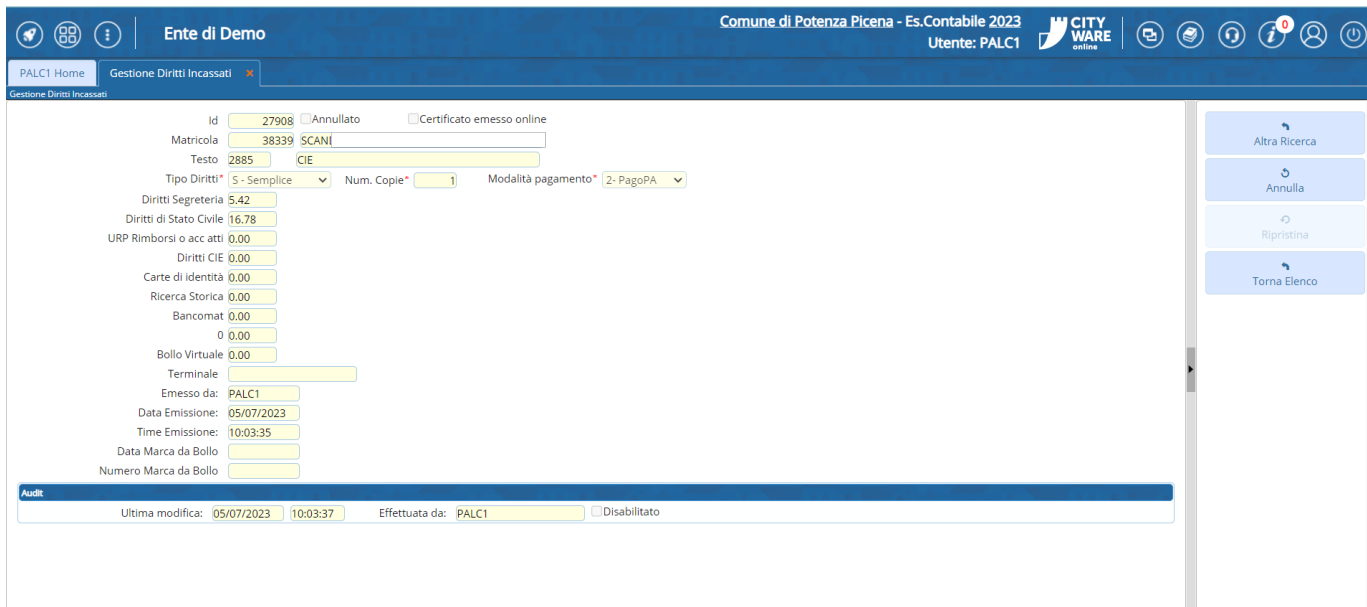 Ente di Demo
Comune di Potenza Picena - Es.Contabile 2023
Utente: PALC1
CITY
WARE
online
0
PALC1 Home
Gestione Diritti Incassati ×
Gestione Diritti Incassati
Id 27908 Annullato Certificato emesso online
Matricola 38339 SCANI
Testo 2885 CIE
Tipo Diritti* S - Semplice Num. Copie* 1 Modalità pagamento* 2- PagoPA
Diritti Segreteria 5.42
Diritti di Stato Civile 16.78
URP Rimborsi o acc atti 0.00
Diritti CIE 0.00
Carte di identità 0.00
Ricerca Storica 0.00
Bancomat 0.00
0 0.00
Bollo Virtuale 0.00
Terminale
Emesso da: PALC1
Data Emissione: 05/07/2023
Time Emissione: 10:03:35
Data Marca da Bollo
Numero Marca da Bollo
Audit
Ultima modifica: 05/07/2023 10:03:37 Effettuata da: PALC1 Disabilitato
Altra Ricerca
Annulla
Ripristina
Torna Elenco